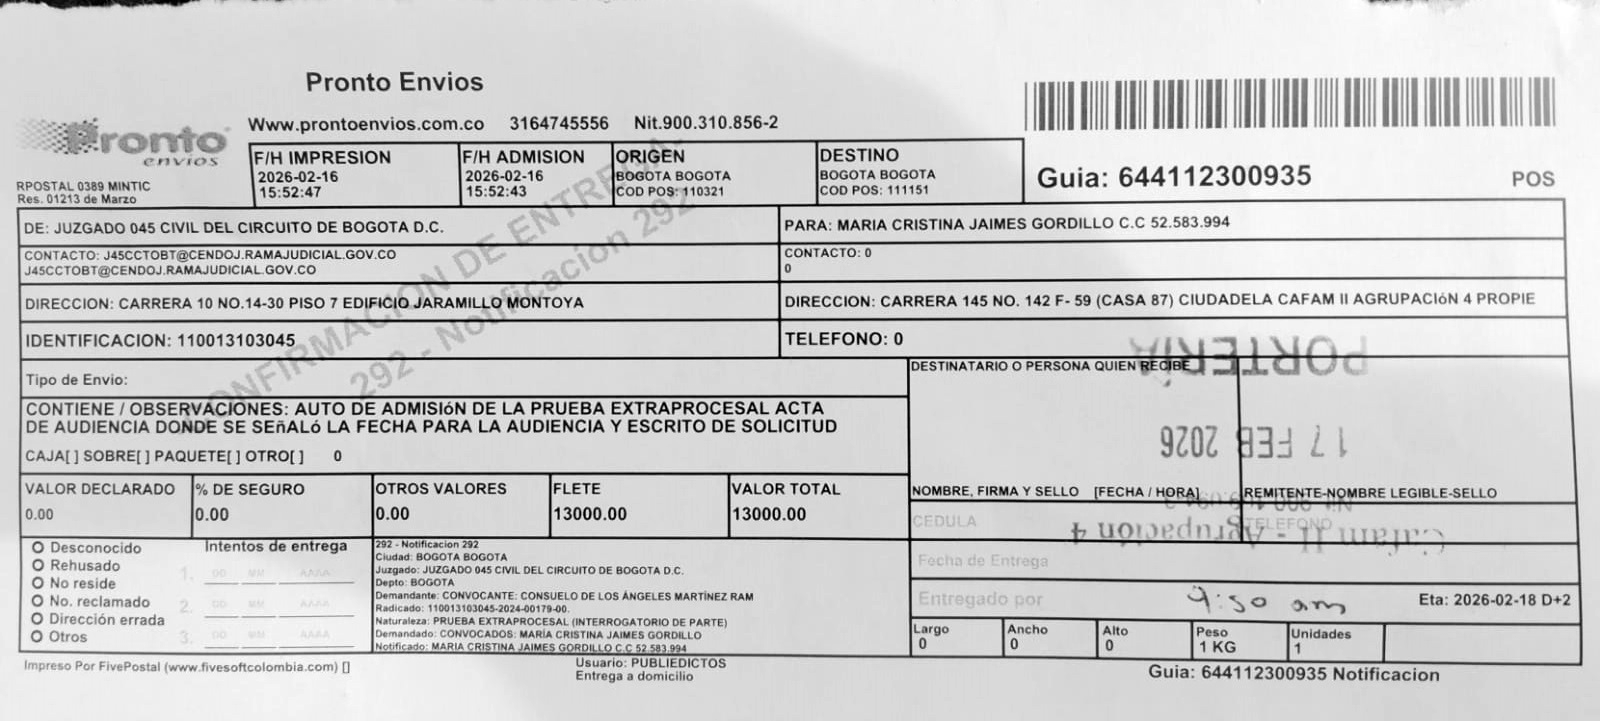 Pronto Envios
Pronto
envios
Www.prontoenvios.com.co 3164745556 Nit.900.310.856-2
RPOSTAL 0389 MINTIC
Res. 01213 de Marzo
F/H IMPRESION
2026-02-16
15:52:47
F/H ADMISION
2026-02-16
15:52:43
ORIGEN
BOGOTA BOGOTA
COD POS: 110321
DESTINO
BOGOTA BOGOTA
COD POS: 111151
Guia: 644112300935 POS
DE: JUZGADO 045 CIVIL DEL CIRCUITO DE BOGOTA D.C.
PARA: MARIA CRISTINA JAIMES GORDILLO C.C 52.583.994
CONTACTO: J45CCTOBT@CENDOJ.RAMAJUDICIAL.GOV.CO
J45CCTOBT@CENDOJ.RAMAJUDICIAL.GOV.CO
CONTACTO: 0
0
DIRECCION: CARRERA 10 NO.14-30 PISO 7 EDIFICIO JARAMILLO MONTOYA
DIRECCION: CARRERA 145 NO. 142 F- 59 (CASA 87) CIUDADELA CAFAM II AGRUPACIóN 4 PROPIE
IDENTIFICACION: 110013103045
TELEFONO: 0
CONFIRMACION DE ENTREGA.
292 - Notificacion 292
Tipo de Envio:
CONTIENE / OBSERVACIONES: AUTO DE ADMISIóN DE LA PRUEBA EXTRAPROCESAL ACTA
DE AUDIENCIA DONDE SE SEñALó LA FECHA PARA LA AUDIENCIA Y ESCRITO DE SOLICITUD
CAJA[ ] SOBRE[ ] PAQUETE[ ] OTRO[ ] 0
DESTINATARIO O PERSONA QUIEN RECIBE
PORTERÍA
17 FEB 2026
NOMBRE, FIRMA Y SELLO [FECHA / HORA]
REMITENTE-NOMBRE LEGIBLE-SELLO
VALOR DECLARADO
0.00
% DE SEGURO
0.00
OTROS VALORES
0.00
FLETE
13000.00
VALOR TOTAL
13000.00
CEDULA
TELEFONO
Cafam II - Agrupación 4
Desconocido
Rehusado
No reside
No. reclamado
Dirección errada
Otros
Intentos de entrega
1. DD MM AAAA
2. DD MM AAAA
3. DD MM AAAA
292 - Notificacion 292
Ciudad: BOGOTA BOGOTA
Juzgado: JUZGADO 045 CIVIL DEL CIRCUITO DE BOGOTA D.C.
Depto: BOGOTA
Demandante: CONVOCANTE: CONSUELO DE LOS ÁNGELES MARTÍNEZ RAM
Radicado: 110013103045-2024-00179-00.
Naturaleza: PRUEBA EXTRAPROCESAL (INTERROGATORIO DE PARTE)
Demandado: CONVOCADOS: MARÍA CRISTINA JAIMES GORDILLO
Notificado: MARIA CRISTINA JAIMES GORDILLO C.C 52.583.994
Fecha de Entrega
Entregado por
9:50 am
Eta: 2026-02-18 D+2
Largo
0
Ancho
0
Alto
0
Peso
1 KG
Unidades
1
Impreso Por FivePostal (www.fivesoftcolombia.com) []
Usuario: PUBLIEDICTOS
Entrega a domicilio
Guia: 644112300935 Notificacion